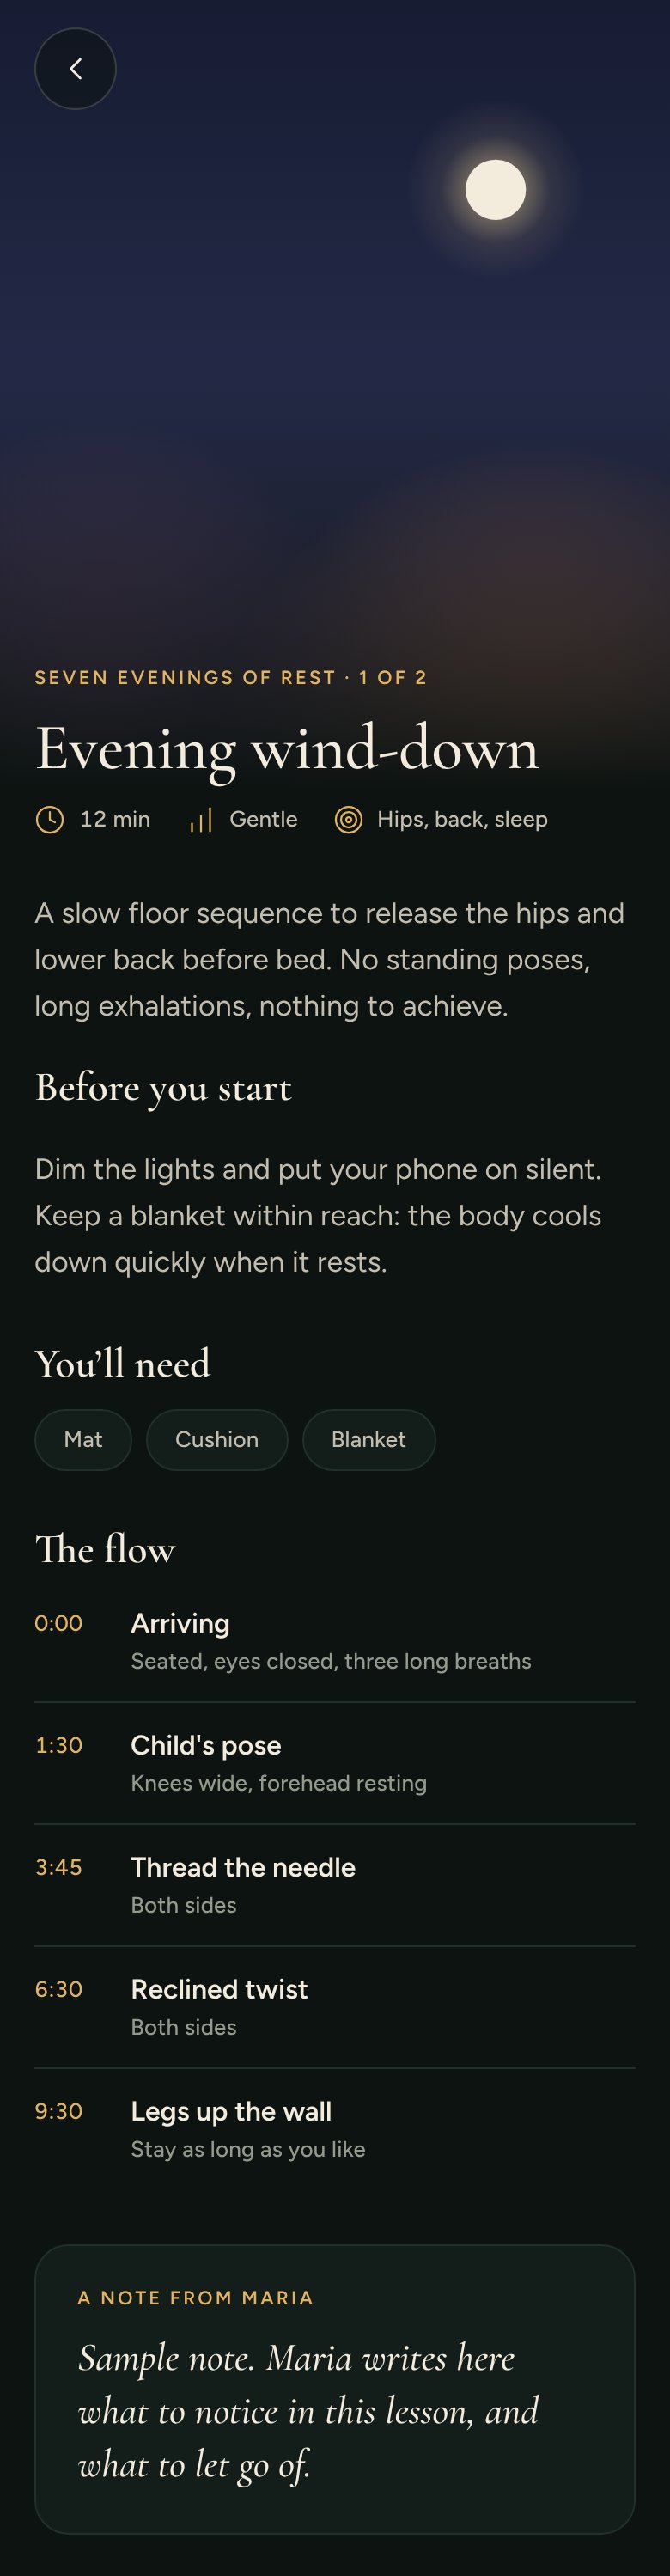 SEVEN EVENINGS OF REST · 1 OF 2
Evening wind-down
12 min Gentle Hips, back, sleep
A slow floor sequence to release the hips and
lower back before bed. No standing poses,
long exhalations, nothing to achieve.
Before you start
Dim the lights and put your phone on silent.
Keep a blanket within reach: the body cools
down quickly when it rests.
You’ll need
Mat Cushion Blanket
The flow
0:00 Arriving
Seated, eyes closed, three long breaths
1:30 Child's pose
Knees wide, forehead resting
3:45 Thread the needle
Both sides
6:30 Reclined twist
Both sides
9:30 Legs up the wall
Stay as long as you like
A NOTE FROM MARIA
Sample note. Maria writes here
what to notice in this lesson, and
what to let go of.